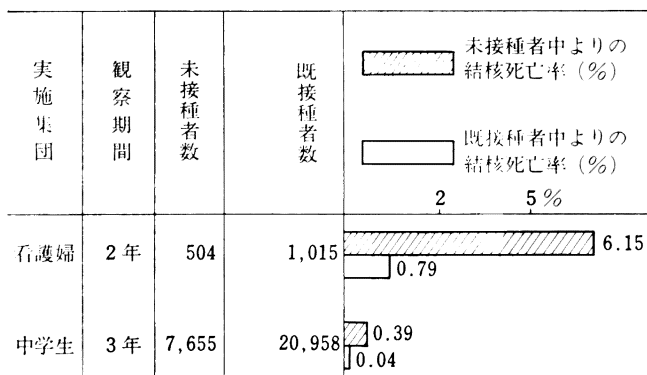 実施集団
観察期間
未接種者数
既接種者数
未接種者中よりの
結核死亡率 (%)
既接種者中よりの
結核死亡率 (%)
2 5 %
看護婦 2年 504 1,015 6.15
0.79
中学生 3年 7,655 20,958 0.39
0.04